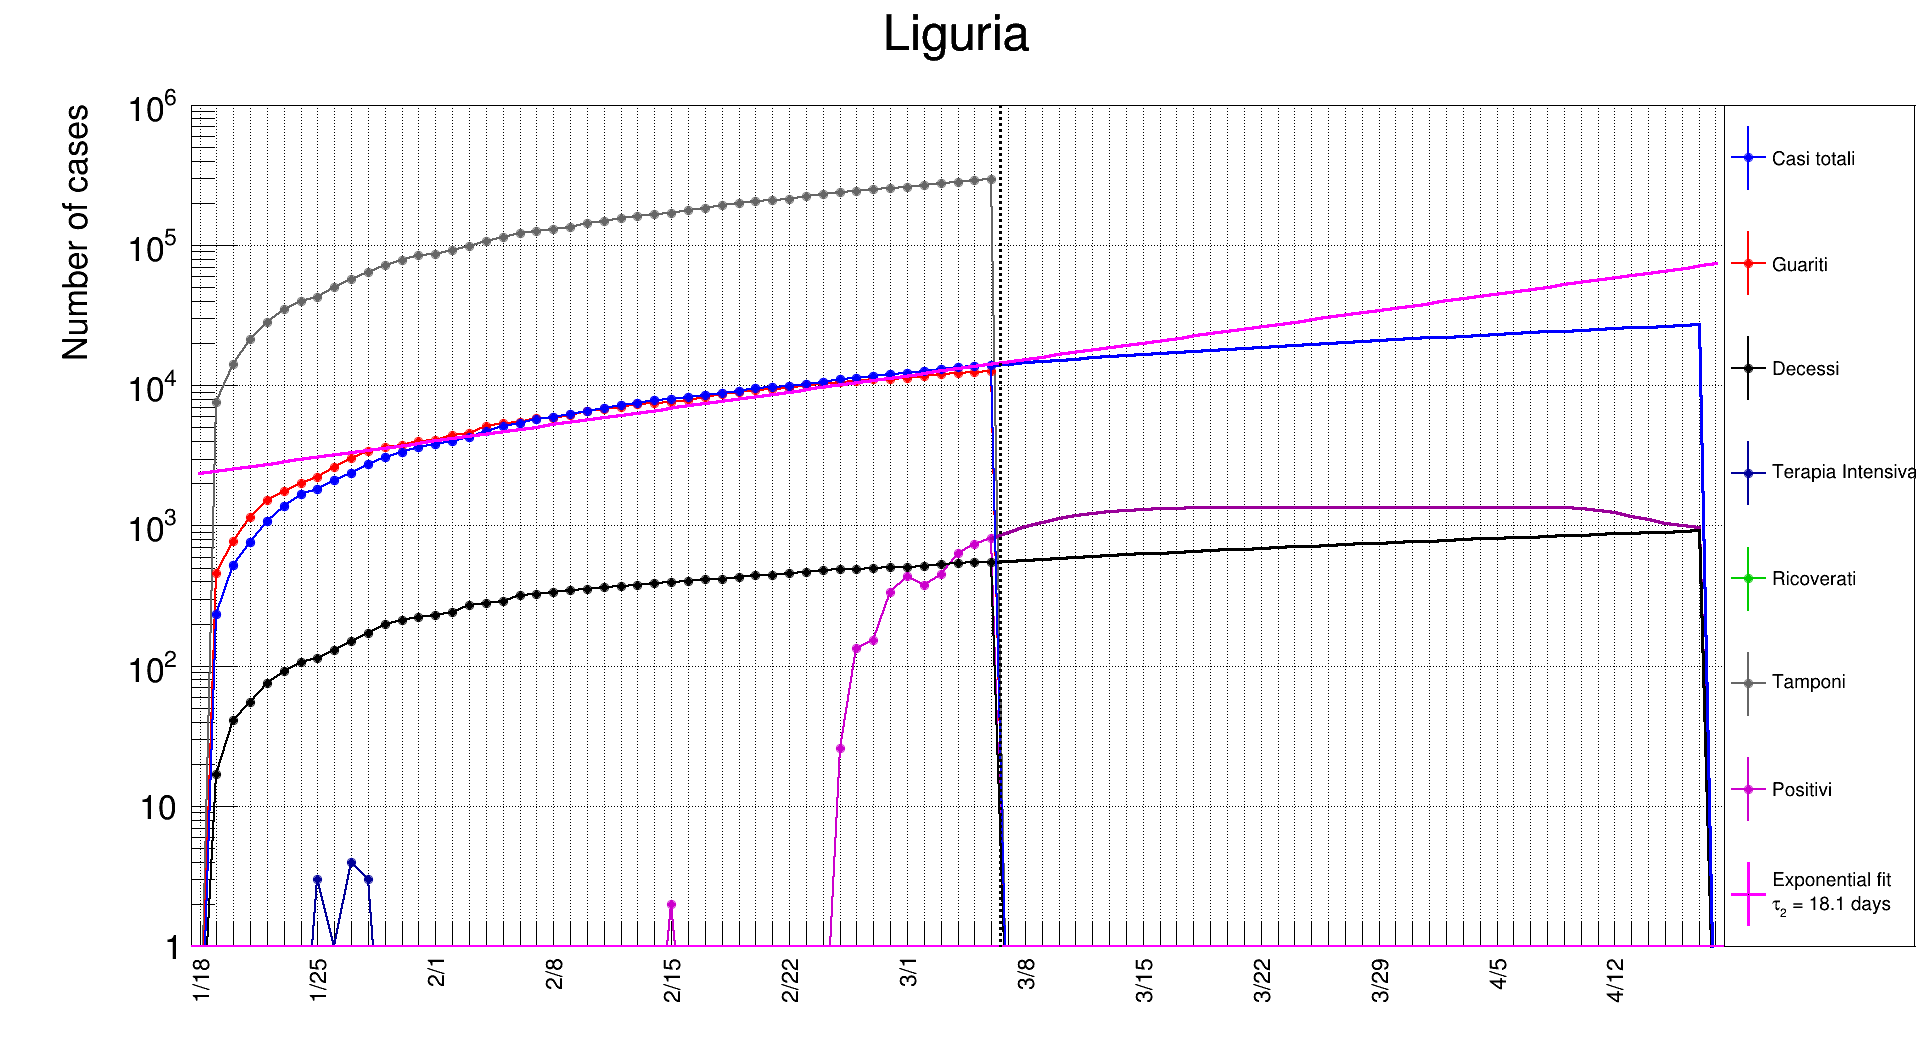 Liguria
Number of cases
10^6
10^5
10^4
10^3
10^2
10
1
1/18
1/25
2/1
2/8
2/15
2/22
3/1
3/8
3/15
3/22
3/29
4/5
4/12
Casi totali
Guariti
Decessi
Terapia Intensiva
Ricoverati
Tamponi
Positivi
Exponential fit
τ_2 = 18.1 days